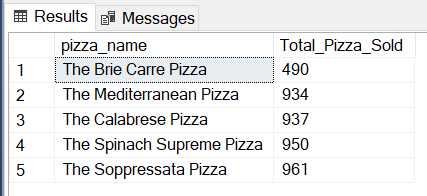 Results Messages
pizza_name Total_Pizza_Sold
1 The Brie Carre Pizza 490
2 The Mediterranean Pizza 934
3 The Calabrese Pizza 937
4 The Spinach Supreme Pizza 950
5 The Soppressata Pizza 961